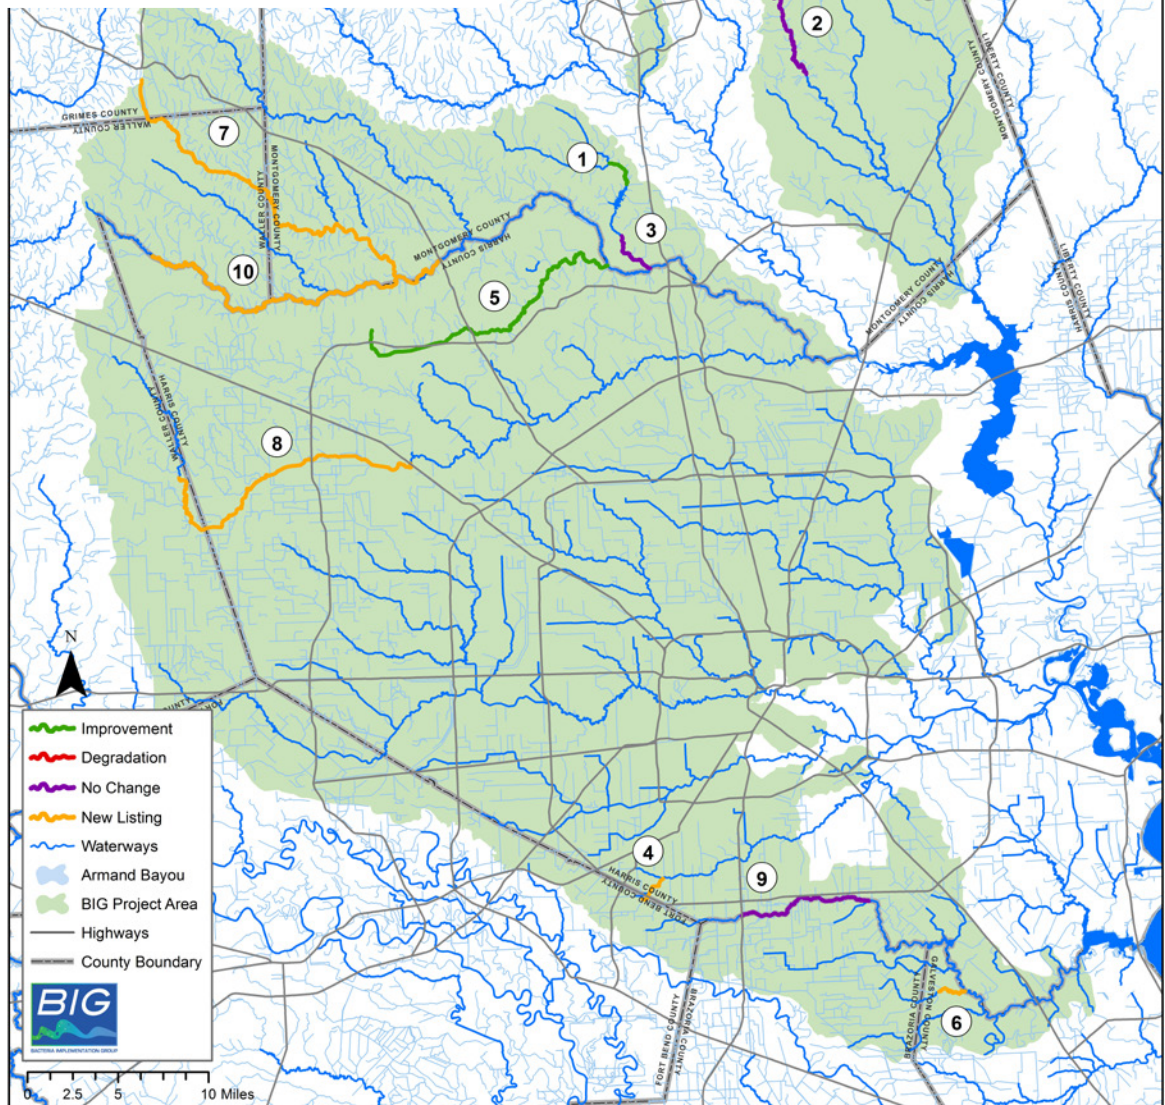 2
LIBERTY COUNTY
MONTGOMERY COUNTY
GRIMES COUNTY
WALLER COUNTY
7
1
MONTGOMERY COUNTY
WALLER COUNTY
3
MONTGOMERY COUNTY
HARRIS COUNTY
10
5
LIBERTY COUNTY
HARRIS COUNTY
MONTGOMERY COUNTY
HARRIS COUNTY
HARRIS COUNTY
WALLER COUNTY
8
N
COUNTY
FORT
Improvement
Degradation
No Change
New Listing
Waterways
Armand Bayou
BIG Project Area
Highways
County Boundary
BIG
BACTERIA IMPLEMENTATION GROUP
0 2.5 5 10 Miles
4
HARRIS COUNTY
FORT BEND COUNTY
9
GALVESTON COUNTY
BRAZORIA COUNTY
6
BRAZORIA COUNTY
FORT BEND COUNTY